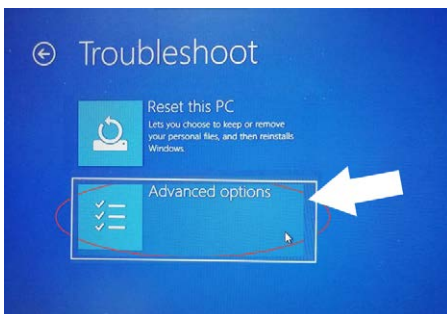 Troubleshoot
Reset this PC
Lets you choose to keep or remove
your personal files, and then reinstalls
Windows.
Advanced options